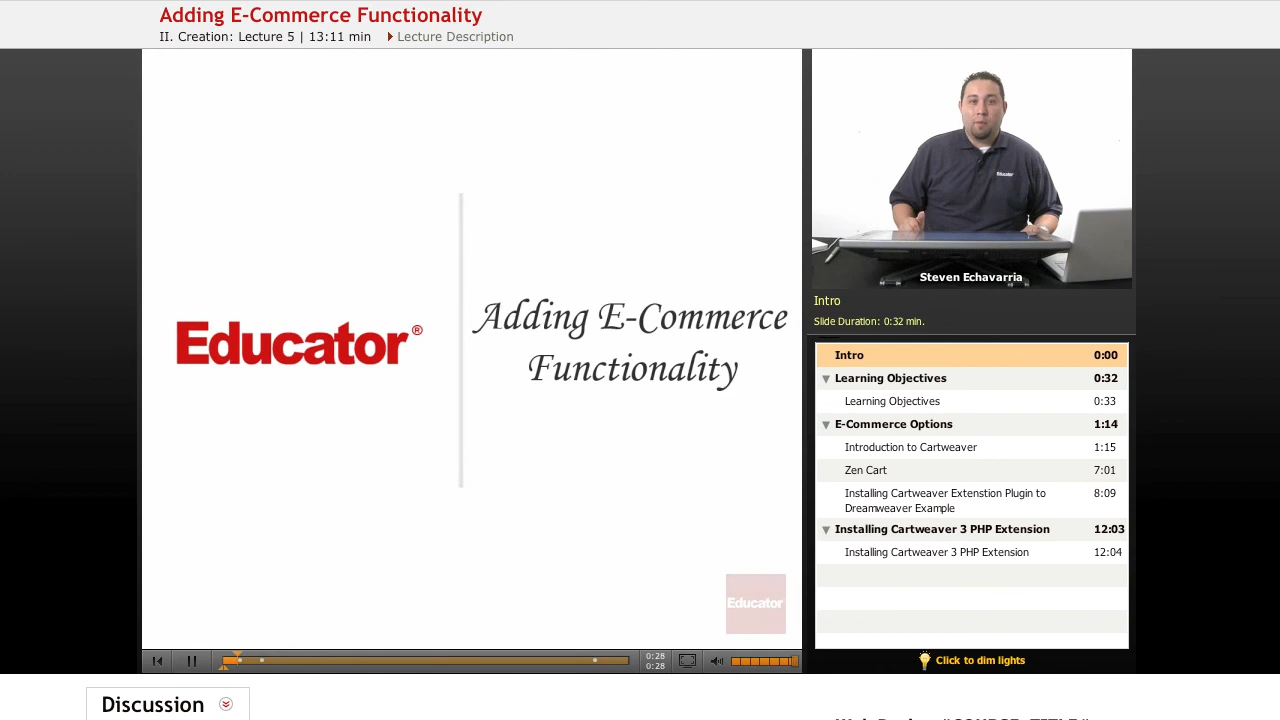 Adding E-Commerce Functionality
II. Creation: Lecture 5 | 13:11 min
Lecture Description
Educator®
Adding E-Commerce
Functionality
Educator
Educator
Steven Echavarria
Intro
Slide Duration: 0:32 min.
Intro 0:00
Learning Objectives 0:32
Learning Objectives 0:33
E-Commerce Options 1:14
Introduction to Cartweaver 1:15
Zen Cart 7:01
Installing Cartweaver Extenstion Plugin to 8:09
Dreamweaver Example
Installing Cartweaver 3 PHP Extension 12:03
Installing Cartweaver 3 PHP Extension 12:04
0:28
0:28
Click to dim lights
Discussion